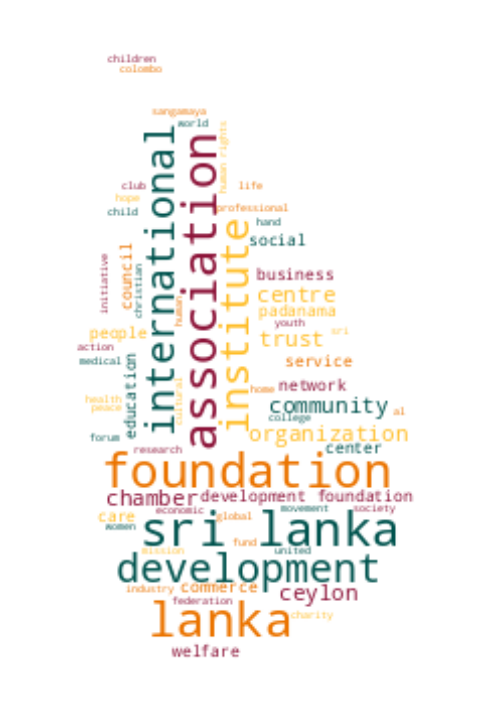 children
colombo
sangamaya
world
international
association
human rights
club
life
hope
professional
child
hand
institute
social
council
christian
initiative
business
centre
human
padanama
youth
people
sri
trust
action
medical
education
service
cultural
home
network
health
peace
community
al
college
forum
organization
research
center
foundation
chamber
development foundation
economic
movement
society
care
global
women
sri lanka
fund
mission
united
development
industry
commerce
ceylon
federation
lanka
charity
welfare